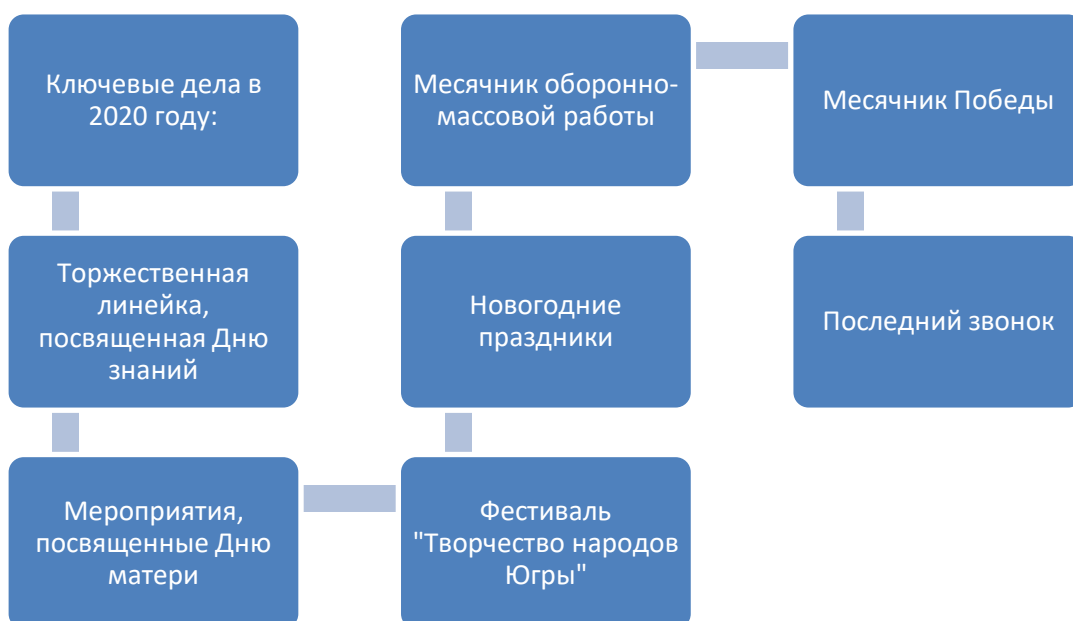 Ключевые дела в
2020 году:
Торжественная
линейка,
посвященная Дню
знаний
Мероприятия,
посвященные Дню
матери
Фестиваль
"Творчество народов
Югры"
Новогодние
праздники
Месячник оборонно-
массовой работы
Месячник Победы
Последний звонок